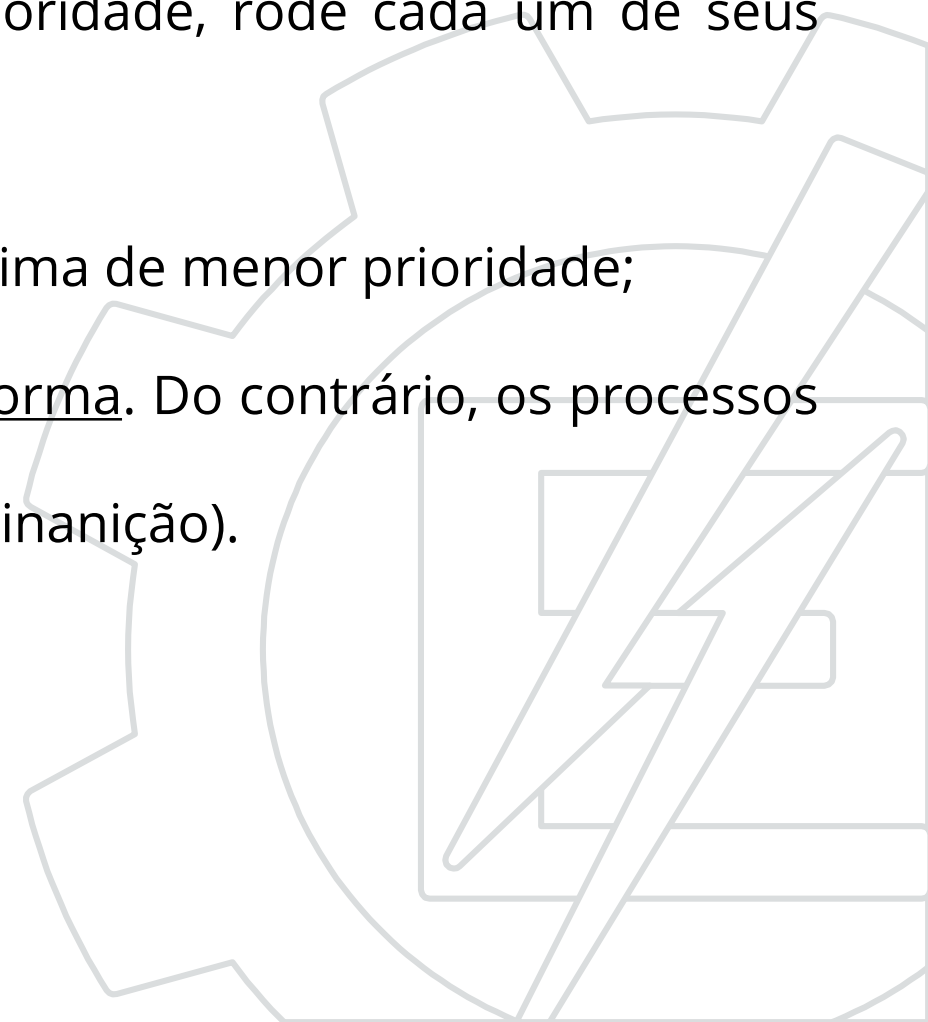 oridade, rode cada um de seus
ima de menor prioridade;
orma. Do contrário, os processos
inanição).